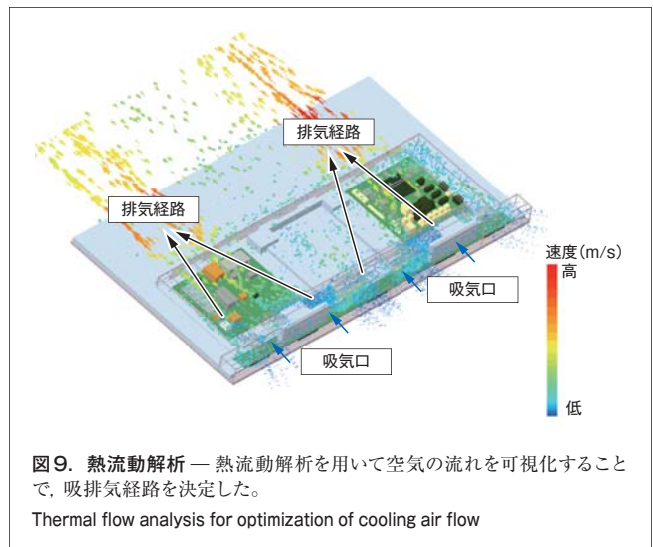 排気経路
排気経路
速度(m/s)
高
吸気口
吸気口
低
図9. 熱流動解析 — 熱流動解析を用いて空気の流れを可視化すること
で，吸排気経路を決定した。
Thermal flow analysis for optimization of cooling air flow